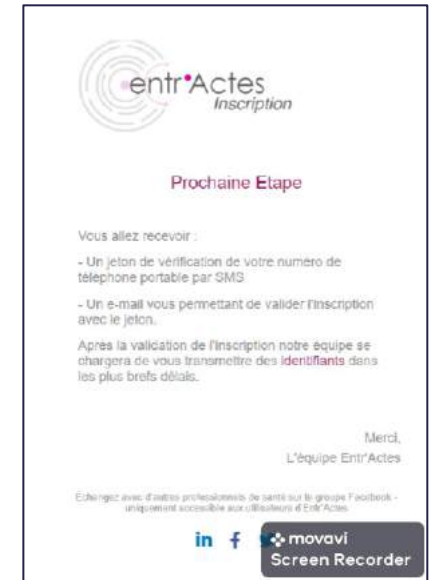 entr'Actes
Inscription
Prochaine Etape
Vous allez recevoir :
- Un jeton de vérification de votre numéro de
téléphone portable par SMS
- Un e-mail vous permettant de valider l'inscription
avec le jeton.
Après la validation de l'inscription notre équipe se
chargera de vous transmettre des identifiants dans
les plus brefs délais.
Merci,
L'équipe Entr'Actes
Echangez avec d'autres professionnels de santé sur le groupe Facebook -
uniquement accessible aux utilisateurs d'Entr'Actes
in f
movavi
Screen Recorder